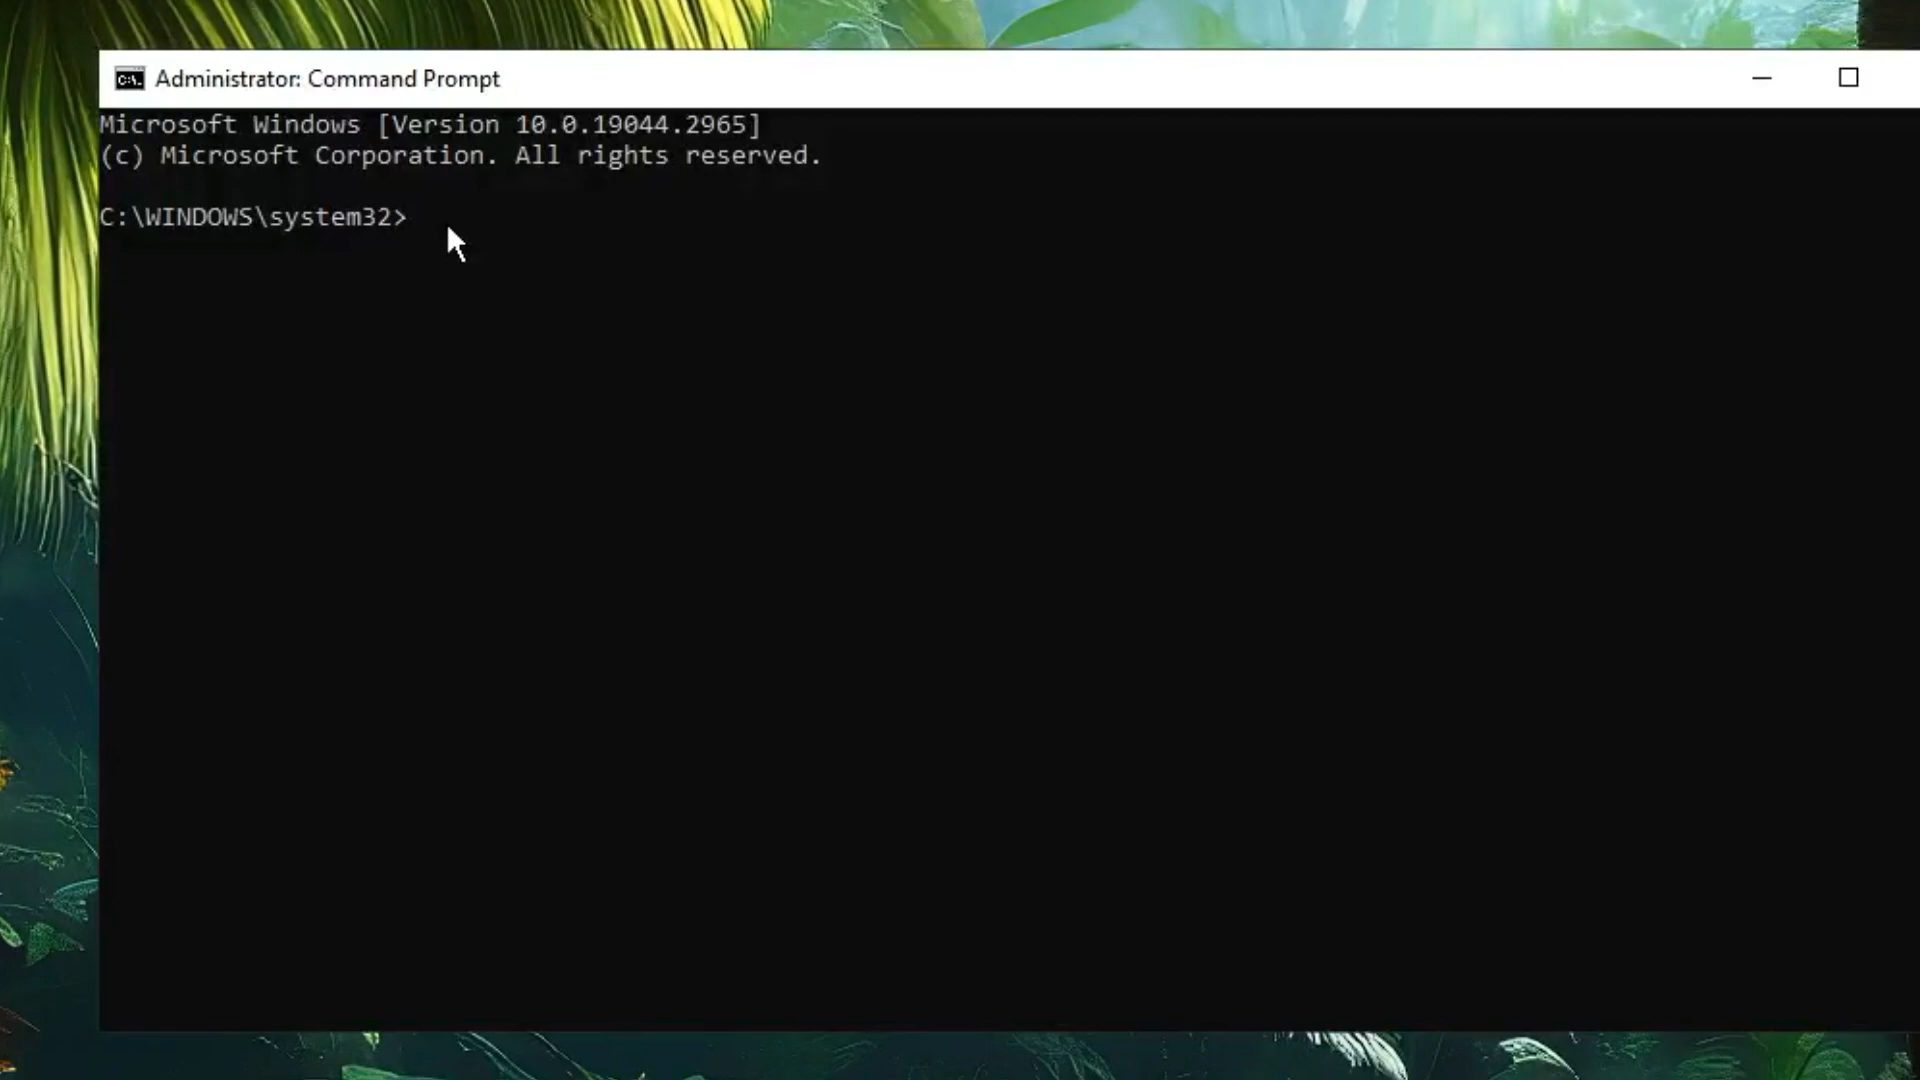 Administrator: Command Prompt
Microsoft Windows [Version 10.0.19044.2965]
(c) Microsoft Corporation. All rights reserved.
C:\WINDOWS\system32>